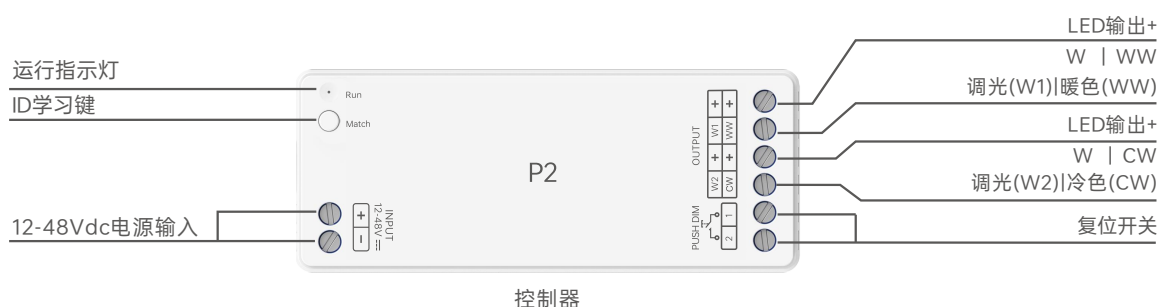 LED输出+
W | WW
调光(W1)|暖色(WW)
LED输出+
W | CW
调光(W2)|冷色(CW)
复位开关
运行指示灯
ID学习键
12-48Vdc电源输入
Run
Match
P2
INPUT
12-48V
+
−
OUTPUT
+ +
W1 WW
+ +
W2 CW
PUSH DIM
1
2
控制器